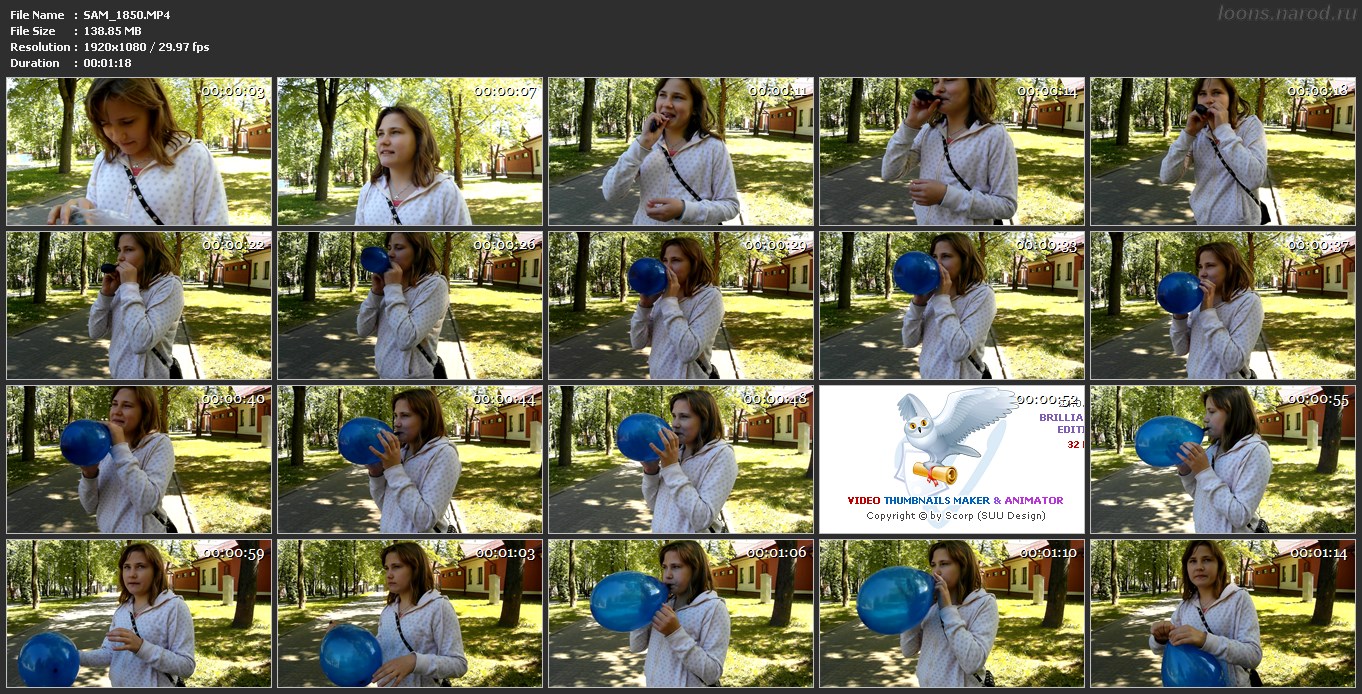 File Name : SAM_1850.MP4
loons.narod.ru
File Size : 138.85 MB
Resolution : 1920x1080 / 29.97 fps
Duration : 00:01:18
00:00:03
00:00:07
00:00:11
00:00:14
00:00:18
00:00:22
00:00:26
00:00:29
00:00:33
00:00:37
00:00:40
00:00:44
00:00:48
00:00:52
BRILLIA
EDIT
32
VIDEO THUMBNAILS MAKER & ANIMATOR
Copyright © by Scorp (SUU Design)
00:00:55
00:00:59
00:01:03
00:01:06
00:01:10
00:01:14